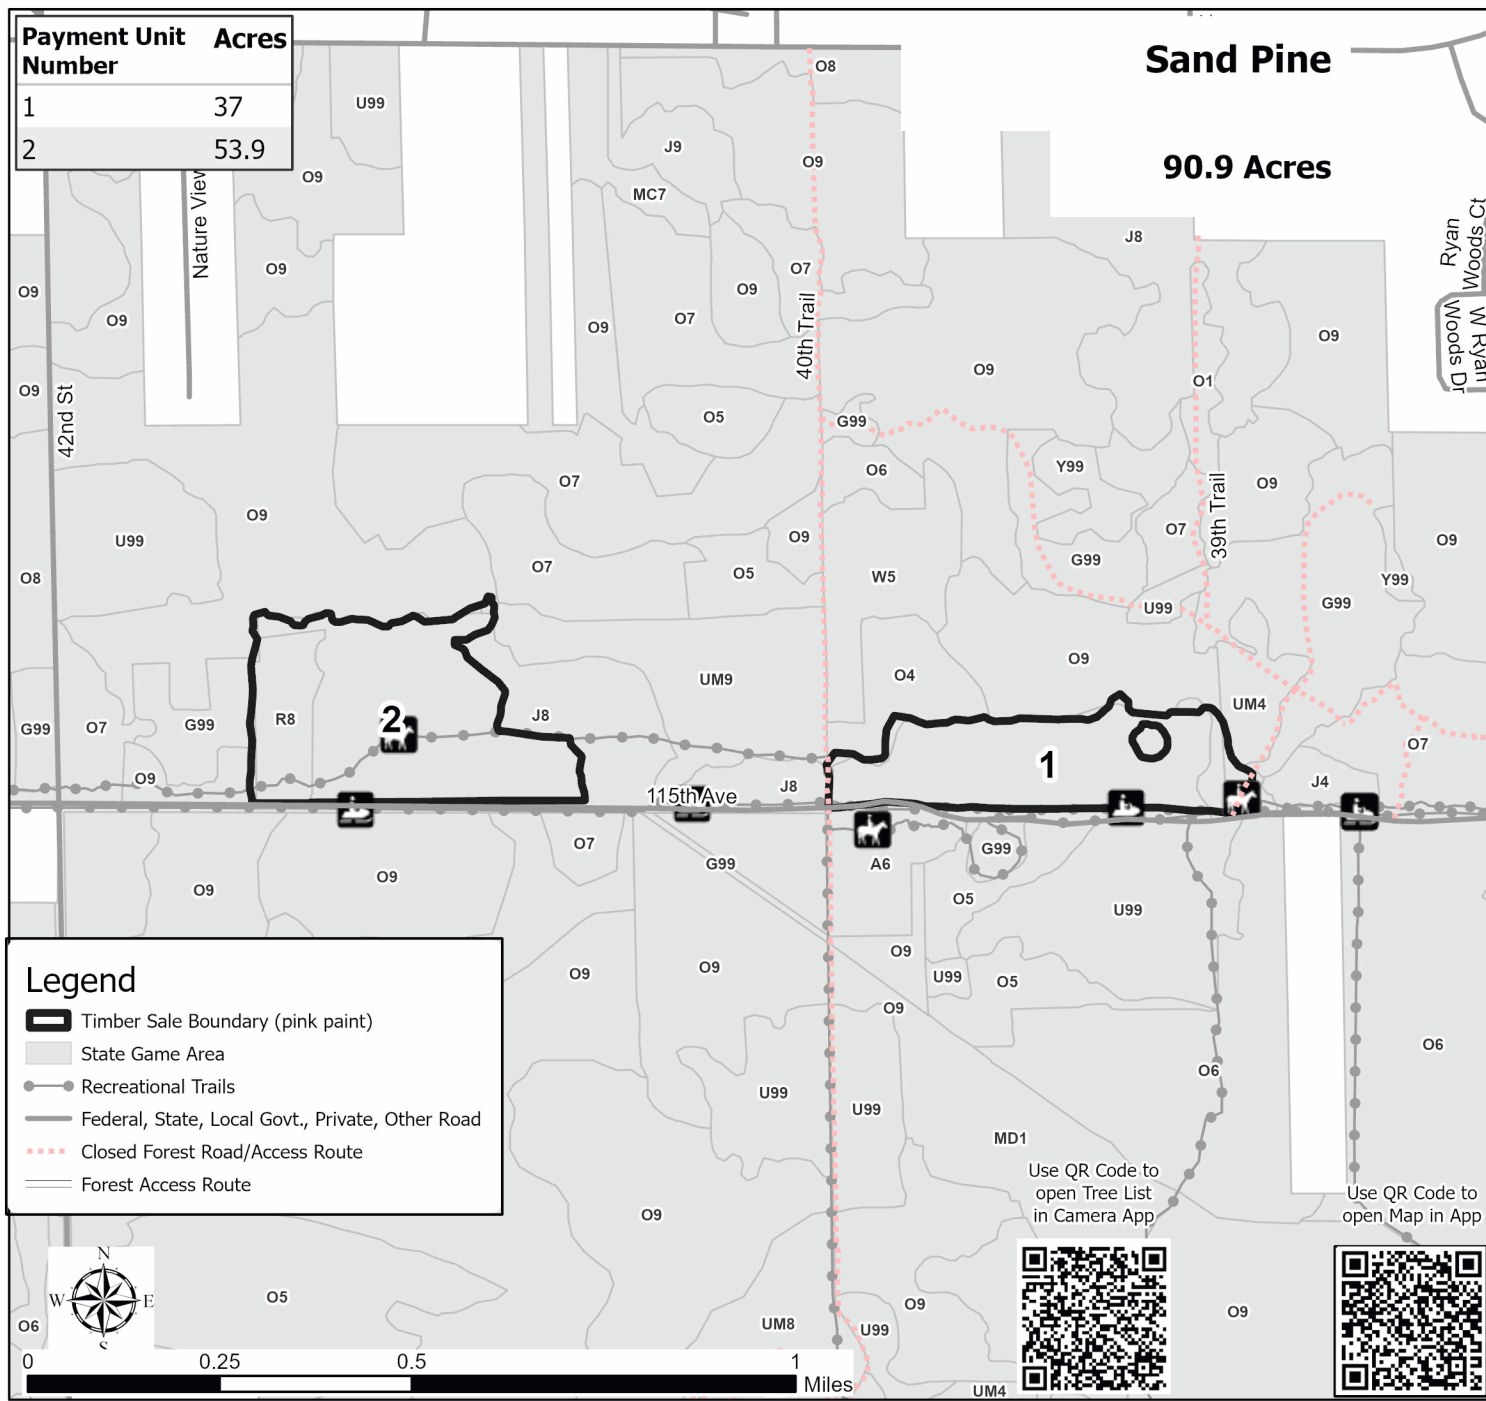 Payment Unit Acres
Number
1 37
2 53.9
Sand Pine
90.9 Acres
O8
U99
J9
O9
O9
MC7
Nature View
Ryan
Woods Ct
J8
O9
O7
O9
O9
O9
O7
O9
O9
40th Trail
W Ryan
Woods Dr
O9
O1
O9
42nd St
O5
G99
O6
Y99
O7
O9
39th Trail
O9
O7
U99
O9
O9
O7
O5
W5
G99
O8
Y99
U99
G99
O9
UM9
O4
R8
2
J8
UM4
G99
O7
G99
O7
1
O9
J8
J4
115th Ave
O7
G99
A6
G99
O9
O9
O5
U99
O9
O9
O9
U99
O5
O9
O6
O6
U99
U99
MD1
O9
O5
O9
O9
O6
UM8
U99
UM4
Legend
Timber Sale Boundary (pink paint)
State Game Area
Recreational Trails
Federal, State, Local Govt., Private, Other Road
Closed Forest Road/Access Route
Forest Access Route
Use QR Code to
open Tree List
in Camera App
Use QR Code to
open Map in App
N
W E
S
0 0.25 0.5 1
Miles